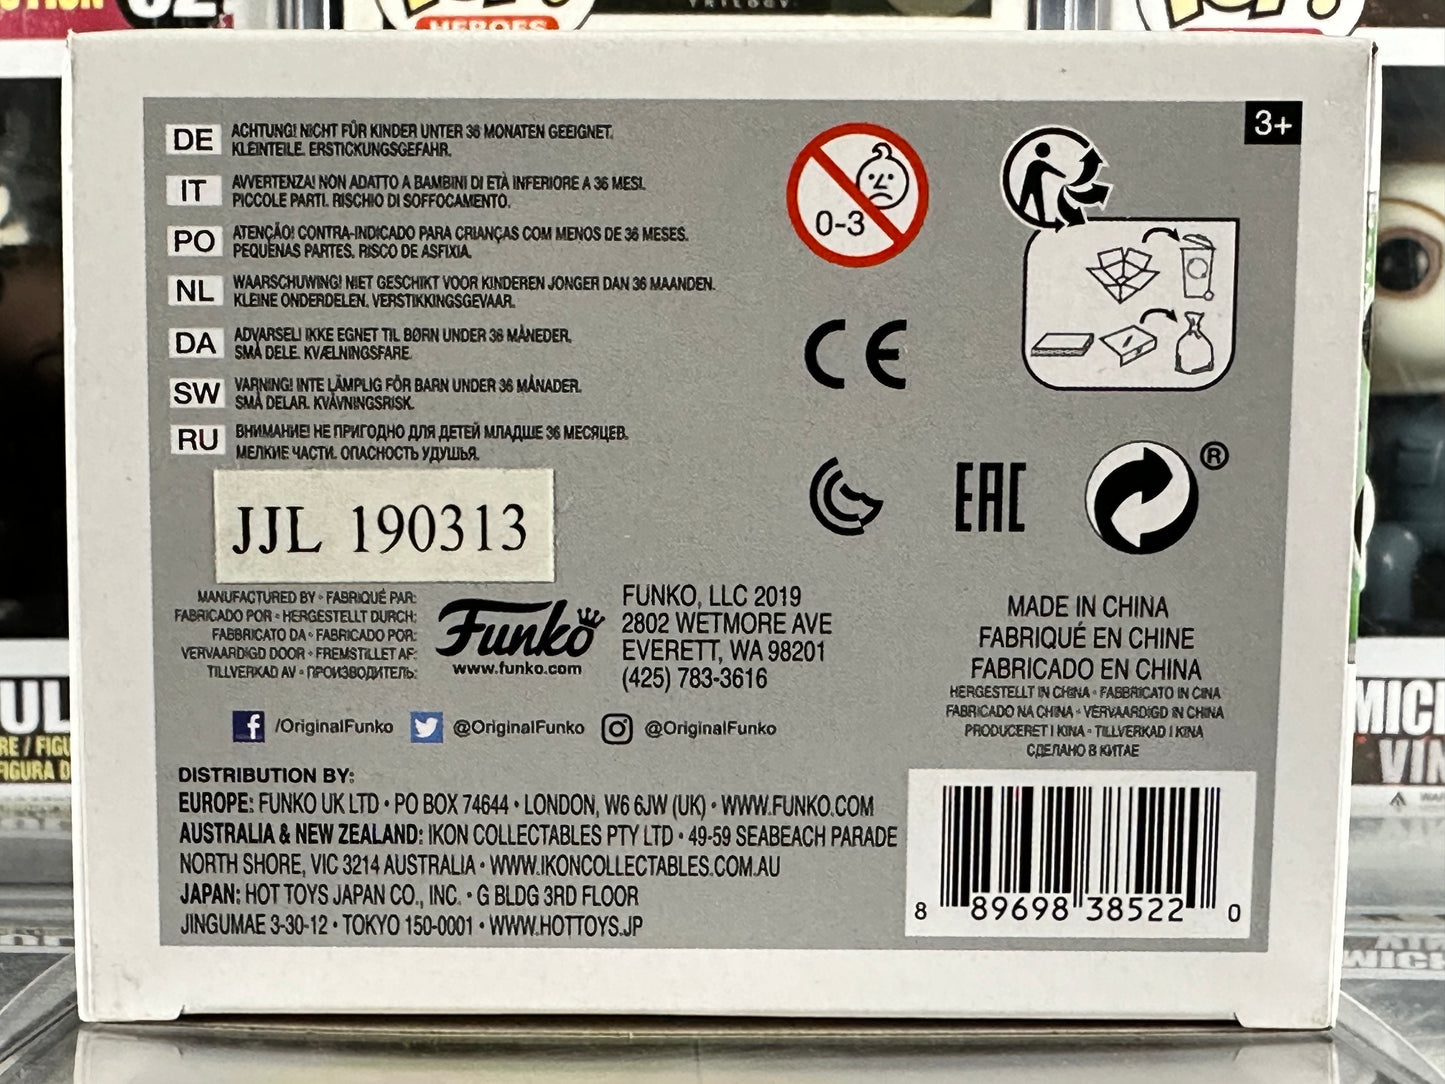 HEROES
TRILOGY
3+
DE ACHTUNG! NICHT FÜR KINDER UNTER 36 MONATEN GEEIGNET.
KLEINTEILE. ERSTICKUNGSGEFAHR.
IT AVVERTENZA! NON ADATTO A BAMBINI DI ETÀ INFERIORE A 36 MESI.
PICCOLE PARTI. RISCHIO DI SOFFOCAMENTO.
PO ATENÇÃO! CONTRA-INDICADO PARA CRIANÇAS COM MENOS DE 36 MESES.
PEQUENAS PARTES. RISCO DE ASFIXIA.
NL WAARSCHUWING! NIET GESCHIKT VOOR KINDEREN JONGER DAN 36 MAANDEN.
KLEINE ONDERDELEN. VERSTIKKINGSGEVAAR.
DA ADVARSEL! IKKE EGNET TIL BØRN UNDER 36 MÅNEDER.
SMÅ DELE. KVÆLNINGSFARE.
SW VARNING! INTE LÄMPLIG FÖR BARN UNDER 36 MÅNADER.
SMÅ DELAR. KVÄVNINGSRISK.
RU ВНИМАНИЕ! НЕ ПРИГОДНО ДЛЯ ДЕТЕЙ МЛАДШЕ 36 МЕСЯЦЕВ.
МЕЛКИЕ ЧАСТИ. ОПАСНОСТЬ УДУШЬЯ.
0-3
CE
EAC
®
JJL 190313
MANUFACTURED BY • FABRIQUÉ PAR:
FABRICADO POR • HERGESTELLT DURCH:
FABBRICATO DA • FABRICADO POR:
VERVAARDIGD DOOR • FREMSTILLET AF:
TILLVERKAD AV • ПРОИЗВОДИТЕЛЬ:
Funko
www.funko.com
FUNKO, LLC 2019
2802 WETMORE AVE
EVERETT, WA 98201
(425) 783-3616
MADE IN CHINA
FABRIQUÉ EN CHINE
FABRICADO EN CHINA
HERGESTELLT IN CHINA • FABBRICATO IN CINA
FABRICADO NA CHINA • VERVAARDIGD IN CHINA
PRODUCERET I KINA • TILLVERKAD I KINA
СДЕЛАНО В КИТАЕ
/OriginalFunko @OriginalFunko @OriginalFunko
DISTRIBUTION BY:
EUROPE: FUNKO UK LTD • PO BOX 74644 • LONDON, W6 6JW (UK) • WWW.FUNKO.COM
AUSTRALIA & NEW ZEALAND: IKON COLLECTABLES PTY LTD • 49-59 SEABEACH PARADE
NORTH SHORE, VIC 3214 AUSTRALIA • WWW.IKONCOLLECTABLES.COM.AU
JAPAN: HOT TOYS JAPAN CO., INC. • G BLDG 3RD FLOOR
JINGUMAE 3-30-12 • TOKYO 150-0001 • WWW.HOTTOYS.JP
8 89698 38522 0